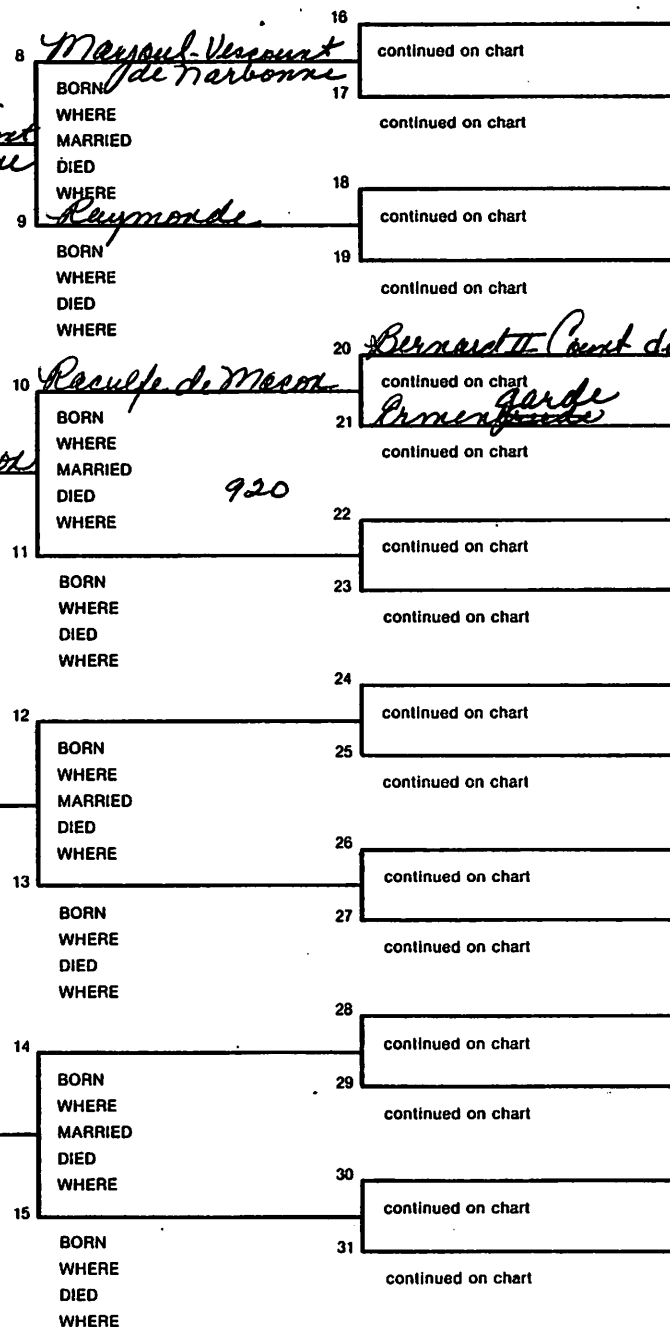 8
Mayoul-Vescount
de Narbonne
BORN
WHERE
MARRIED
DIED
WHERE
9
Raymonde
BORN
WHERE
DIED
WHERE
16
continued on chart
17
continued on chart
18
continued on chart
19
continued on chart
10
Raculfe de Macon
BORN
WHERE
MARRIED
DIED 920
WHERE
11
BORN
WHERE
DIED
WHERE
20
Bernard II Count de
continued on chart
garde
21
Ermen
continued on chart
22
continued on chart
23
continued on chart
12
BORN
WHERE
MARRIED
DIED
WHERE
13
BORN
WHERE
DIED
WHERE
24
continued on chart
25
continued on chart
26
continued on chart
27
continued on chart
14
BORN
WHERE
MARRIED
DIED
WHERE
15
BORN
WHERE
DIED
WHERE
28
continued on chart
29
continued on chart
30
continued on chart
31
continued on chart